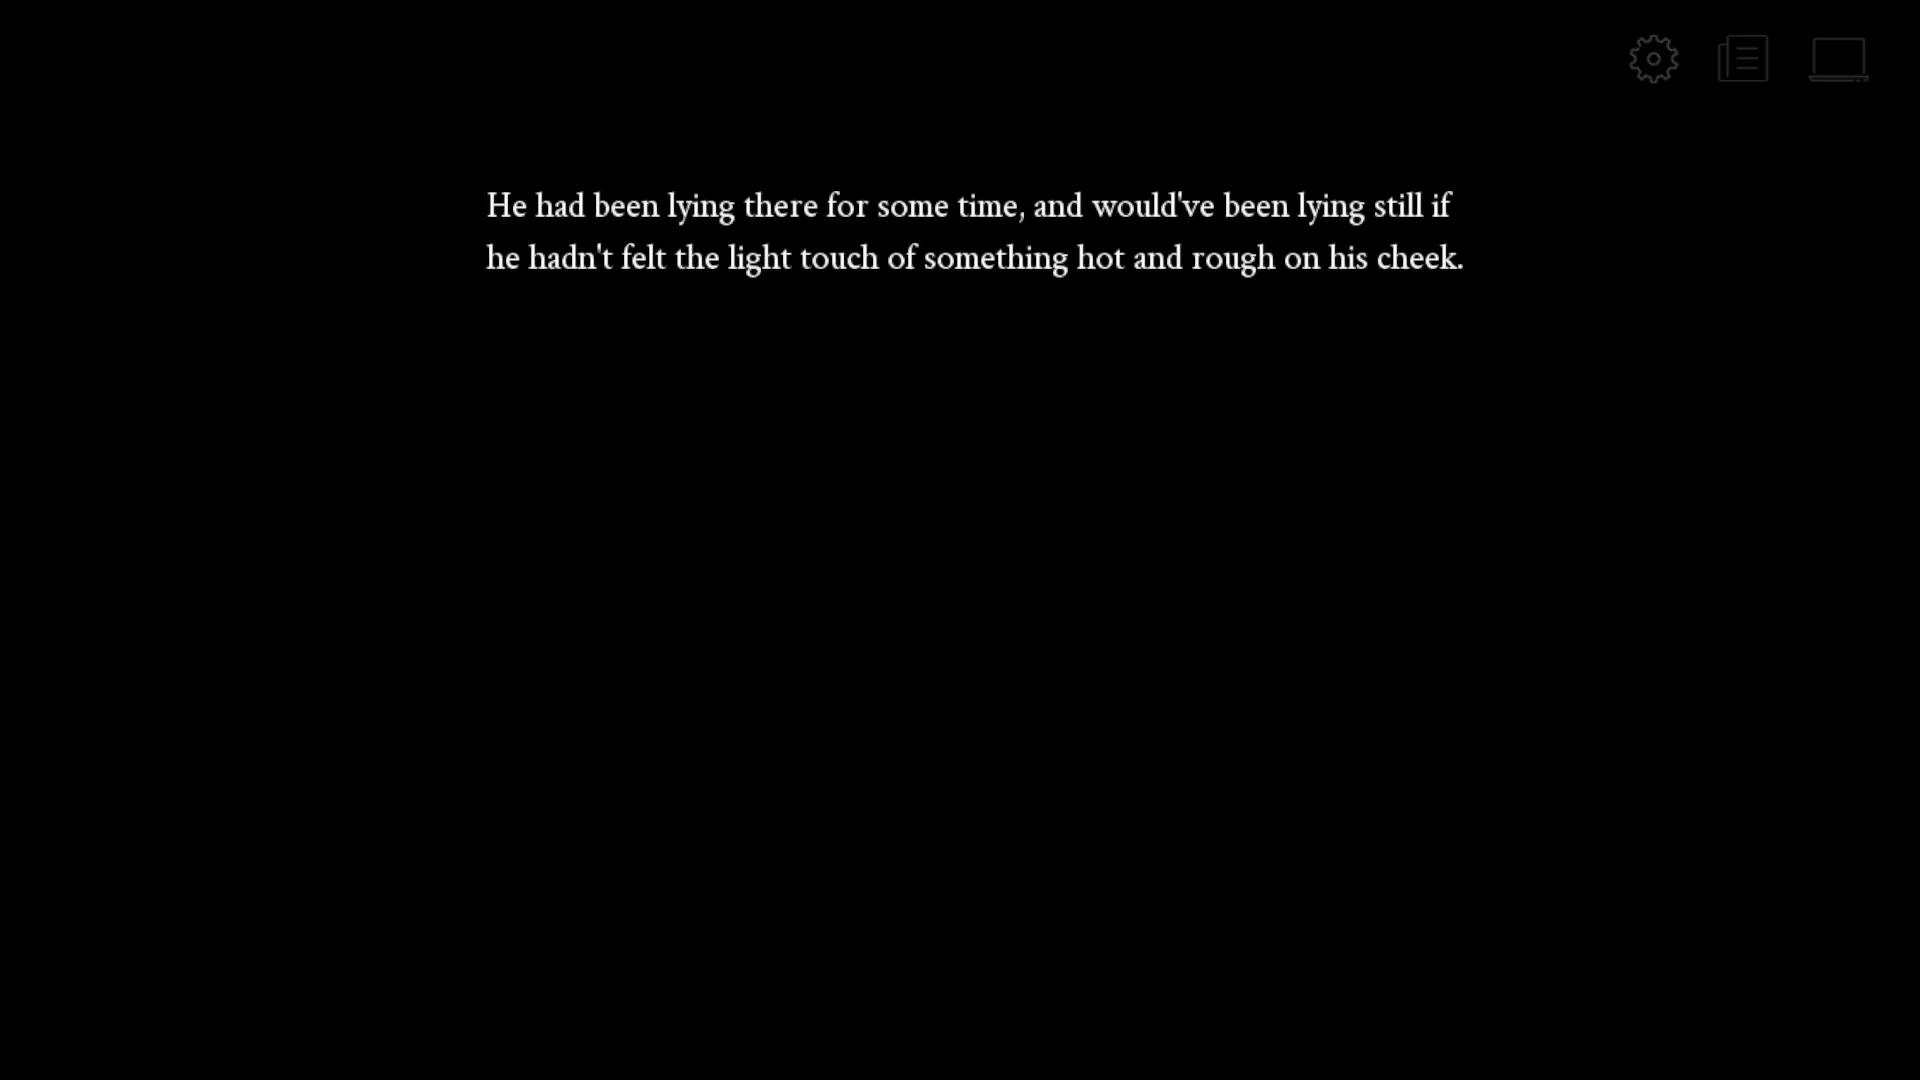 He had been lying there for some time, and would've been lying still if
he hadn't felt the light touch of something hot and rough on his cheek.